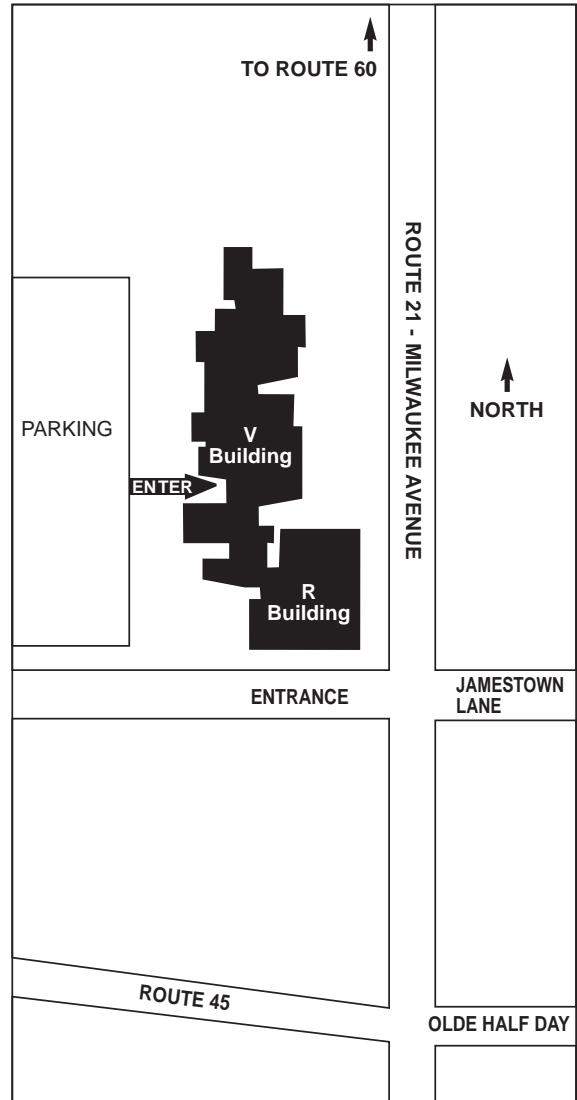 TO ROUTE 60
ROUTE 21 - MILWAUKEE AVENUE
NORTH
PARKING
V
Building
ENTER
R
Building
ENTRANCE
JAMESTOWN
LANE
ROUTE 45
OLDE HALF DAY